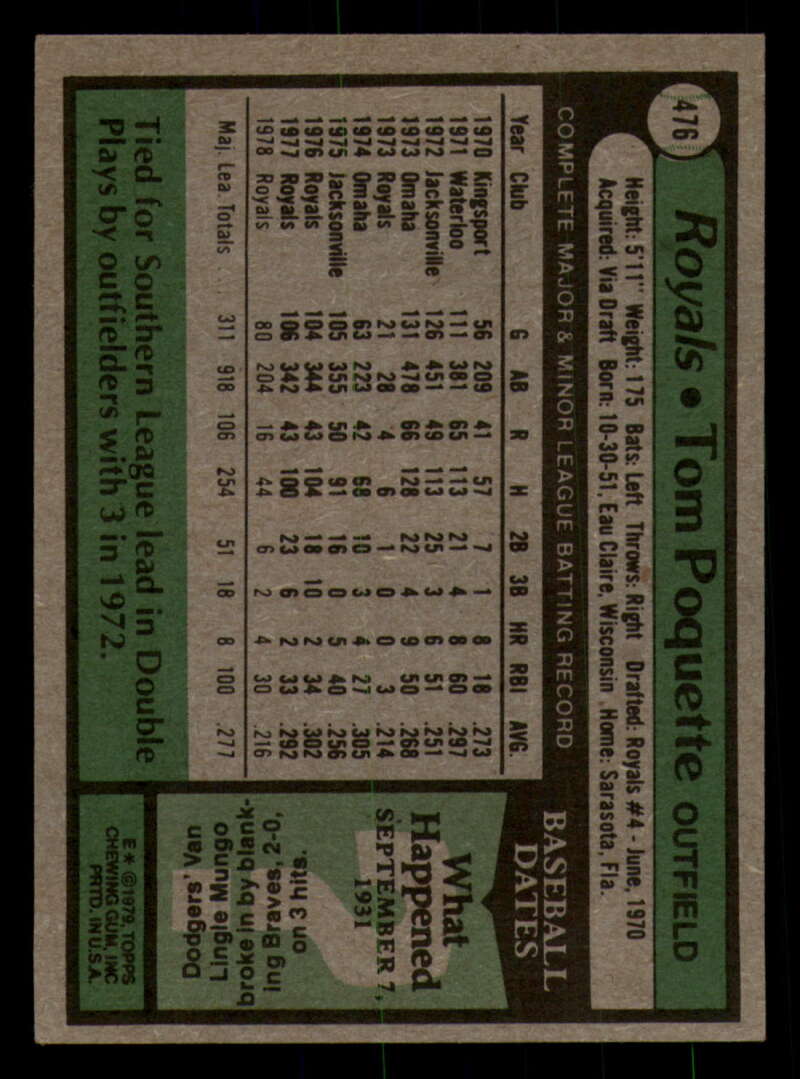 476
Royals • Tom Poquette OUTFIELD
Height: 5'11" Weight: 175 Bats: Left Throws: Right Drafted: Royals #4 - June, 1970
Acquired: Via Draft Born: 10-30-51, Eau Claire, Wisconsin Home: Sarasota, Fla.
COMPLETE MAJOR & MINOR LEAGUE BATTING RECORD
Year Club G AB R H 2B 3B HR RBI AVG.
1970 Kingsport 56 209 41 57 7 1 8 18 .273
1971 Waterloo 111 381 65 113 21 4 8 60 .297
1972 Jacksonville 126 451 49 113 25 3 6 51 .251
1973 Omaha 131 478 66 128 22 4 9 50 .268
1973 Royals 21 28 4 6 1 0 0 3 .214
1974 Omaha 63 223 42 68 10 3 4 27 .305
1975 Jacksonville 105 355 50 91 16 0 5 40 .256
1976 Royals 104 344 43 104 18 10 2 34 .302
1977 Royals 106 342 43 100 23 6 2 33 .292
1978 Royals 80 204 16 44 6 2 4 30 .216
Maj. Lea. Totals . . . 311 918 106 254 51 18 8 100 .277
Tied for Southern League lead in Double
Plays by outfielders with 3 in 1972.
BASEBALL
DATES
What
Happened
SEPTEMBER 7,
1931
Dodgers' Van
Lingle Mungo
broke in by blank-
ing Braves, 2-0,
on 3 hits.
E * ©1979, TOPPS
CHEWING GUM, INC
PRTD. IN U.S.A.